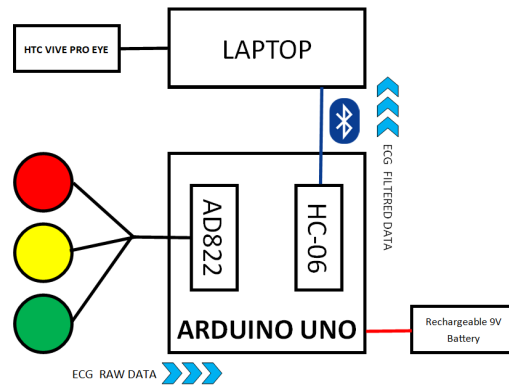 HTC VIVE PRO EYE
LAPTOP
ECG FILTERED DATA
AD822
HC-06
ARDUINO UNO
Rechargeable 9V
Battery
ECG RAW DATA